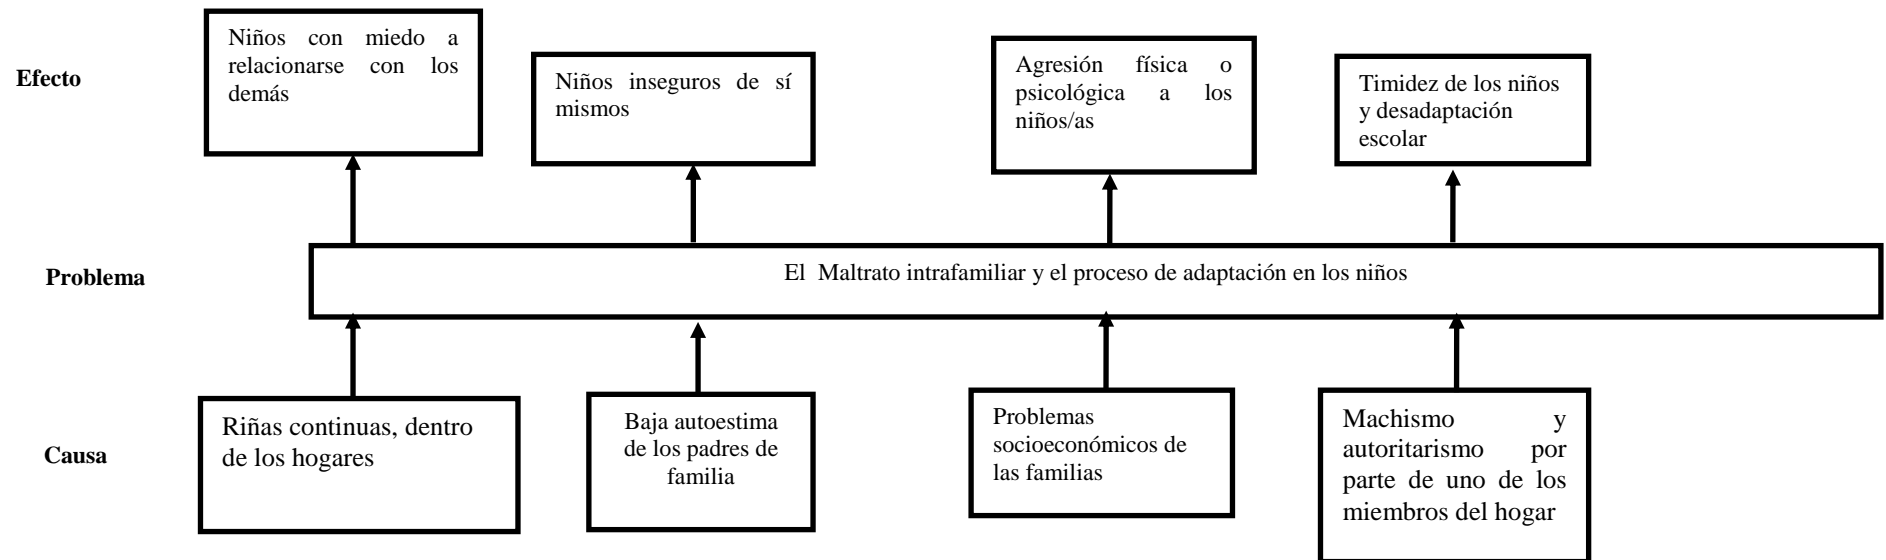 Efecto
Niños con miedo a
relacionarse con los
demás
Niños inseguros de sí
mismos
Agresión física o
psicológica a los
niños/as
Timidez de los niños
y desadaptación
escolar
Problema
El Maltrato intrafamiliar y el proceso de adaptación en los niños
Causa
Riñas continuas, dentro
de los hogares
Baja autoestima
de los padres de
familia
Problemas
socioeconómicos de
las familias
Machismo y
autoritarismo por
parte de uno de los
miembros del hogar